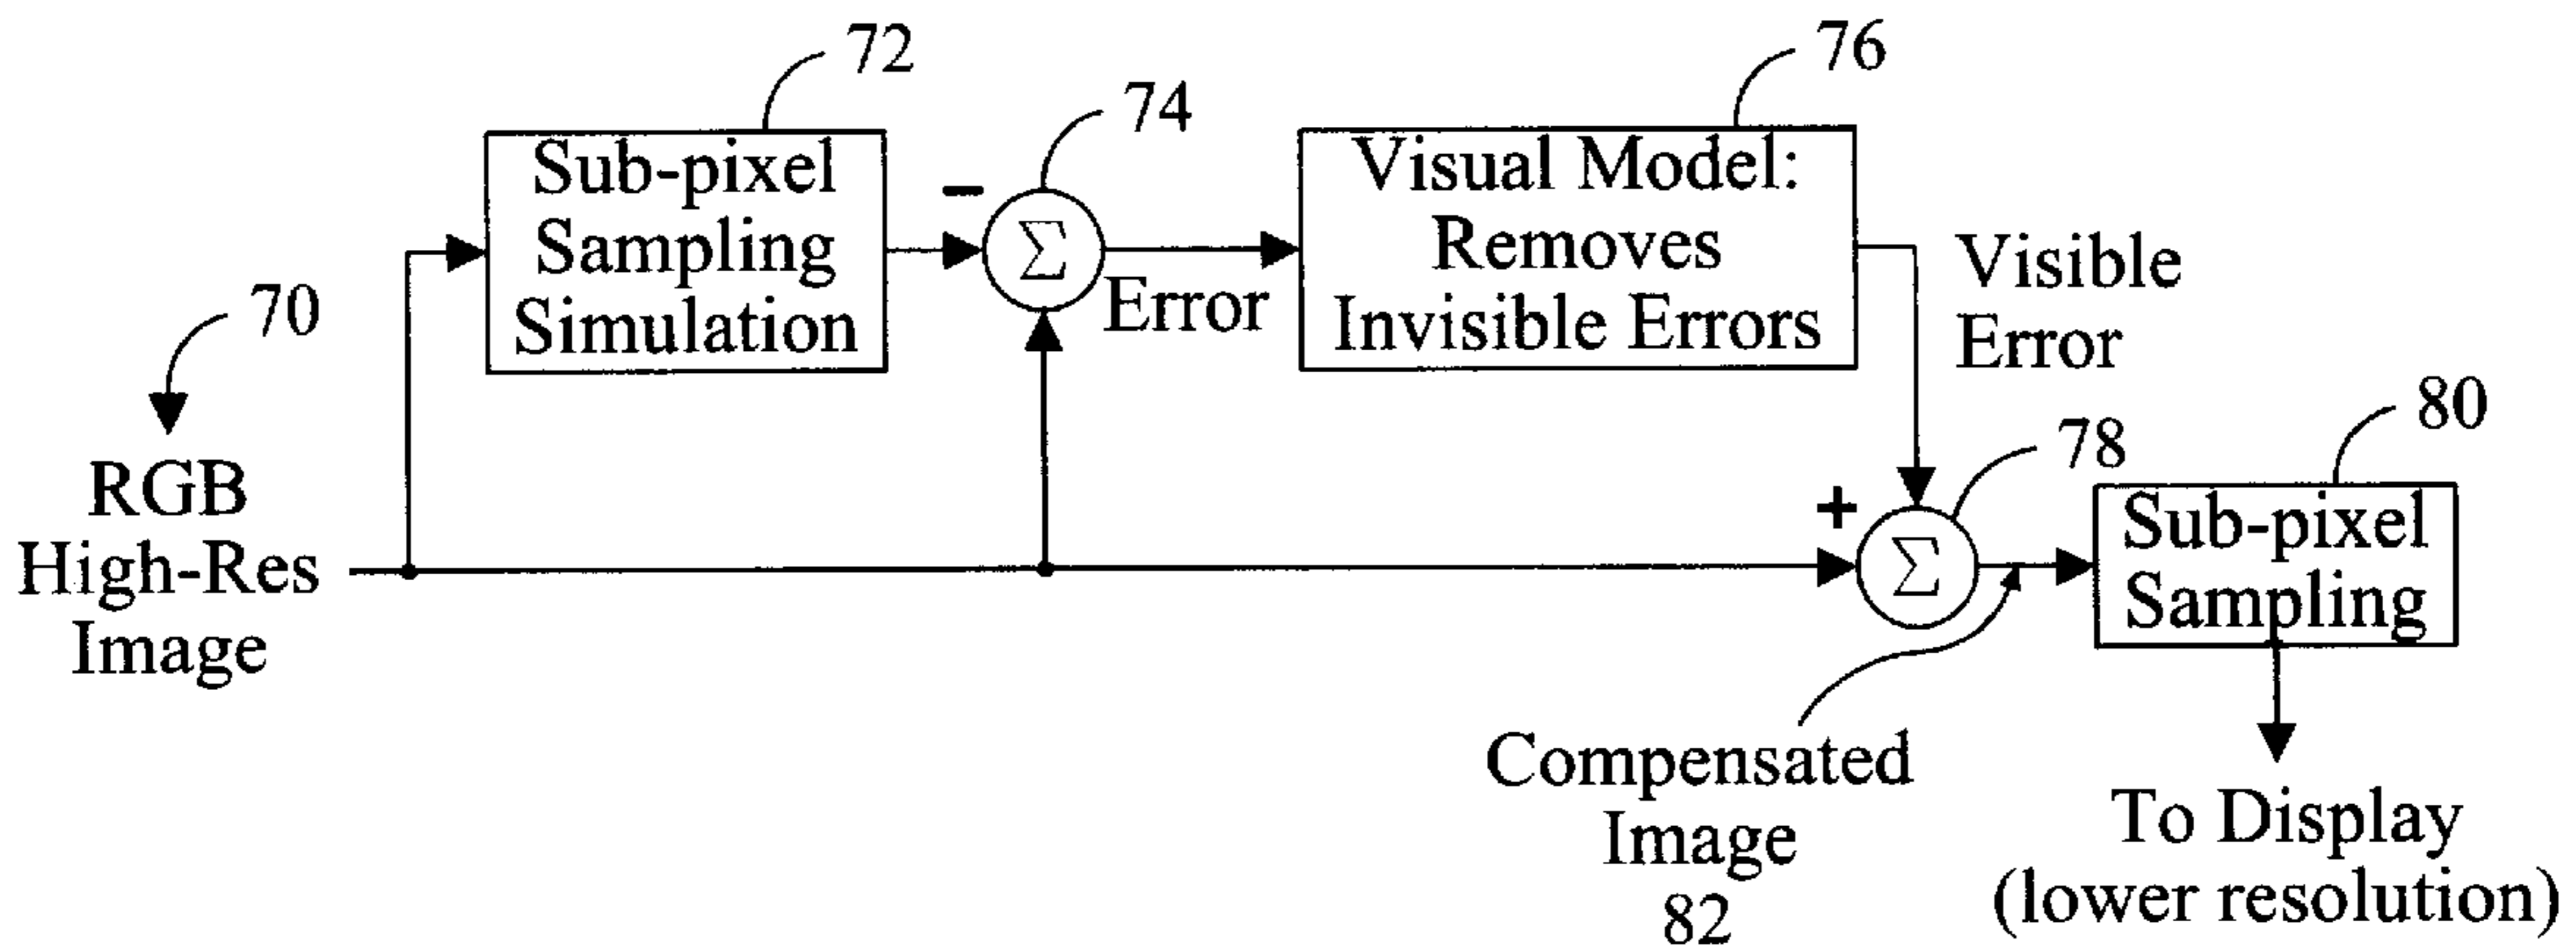 72
76
74
Sub-pixel
Sampling
Simulation
−
Σ
Error
Visual Model:
Removes
Invisible Errors
Visible
Error
70
RGB
High-Res
Image
80
78
+
Σ
Sub-pixel
Sampling
Compensated
Image
82
To Display
(lower resolution)